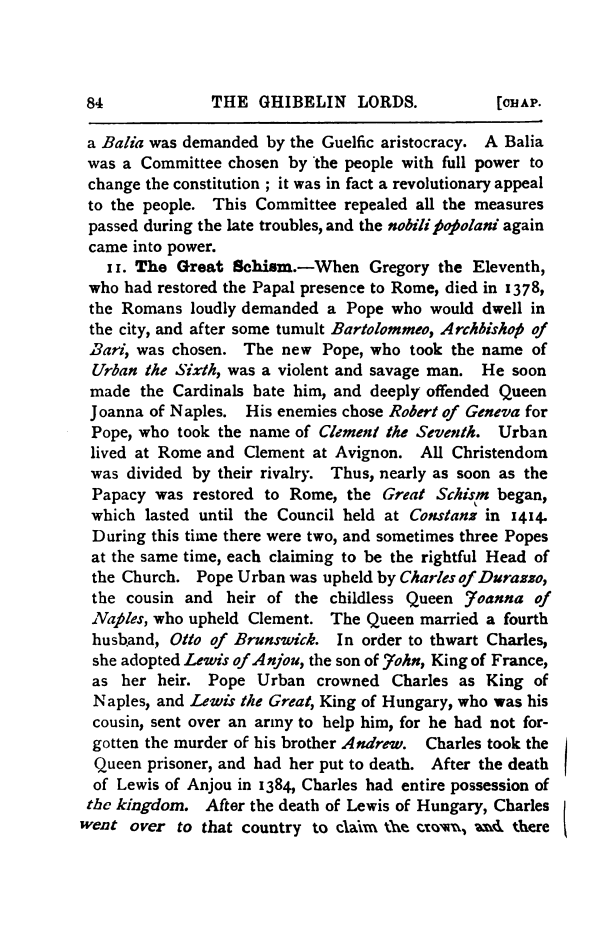 84 THE GHIBELIN LORDS. [CHAP.
a Balia was demanded by the Guelfic aristocracy. A Balia
was a Committee chosen by the people with full power to
change the constitution ; it was in fact a revolutionary appeal
to the people. This Committee repealed all the measures
passed during the late troubles, and the nobili popolani again
came into power.
11. The Great Schism.—When Gregory the Eleventh,
who had restored the Papal presence to Rome, died in 1378,
the Romans loudly demanded a Pope who would dwell in
the city, and after some tumult Bartolommeo, Archbishop of
Bari, was chosen. The new Pope, who took the name of
Urban the Sixth, was a violent and savage man. He soon
made the Cardinals hate him, and deeply offended Queen
Joanna of Naples. His enemies chose Robert of Geneva for
Pope, who took the name of Clement the Seventh. Urban
lived at Rome and Clement at Avignon. All Christendom
was divided by their rivalry. Thus, nearly as soon as the
Papacy was restored to Rome, the Great Schism began,
which lasted until the Council held at Constanz in 1414.
During this time there were two, and sometimes three Popes
at the same time, each claiming to be the rightful Head of
the Church. Pope Urban was upheld by Charles of Durazzo,
the cousin and heir of the childless Queen Joanna of
Naples, who upheld Clement. The Queen married a fourth
husband, Otto of Brunswick. In order to thwart Charles,
she adopted Lewis of Anjou, the son of John, King of France,
as her heir. Pope Urban crowned Charles as King of
Naples, and Lewis the Great, King of Hungary, who was his
cousin, sent over an army to help him, for he had not for-
gotten the murder of his brother Andrew. Charles took the
Queen prisoner, and had her put to death. After the death
of Lewis of Anjou in 1384, Charles had entire possession of
the kingdom. After the death of Lewis of Hungary, Charles
went over to that country to claim the crown, and there